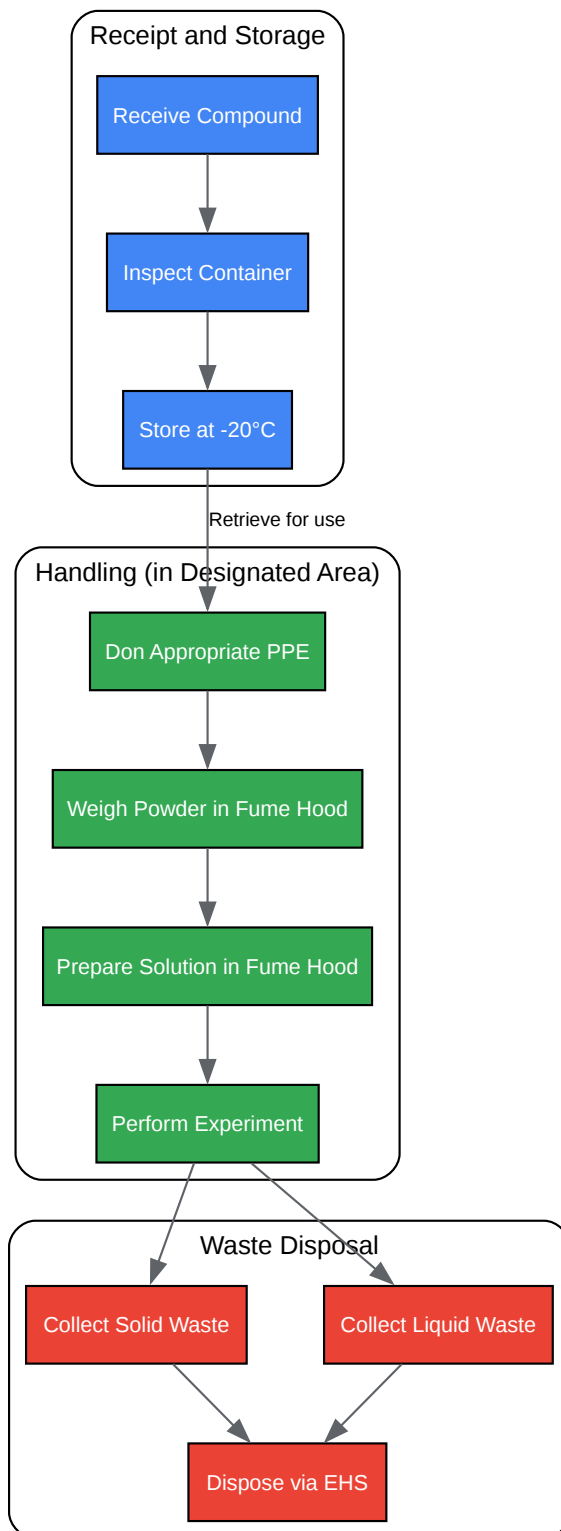 Receipt and Storage
Receive Compound
Inspect Container
Store at -20°C
Retrieve for use
Handling (in Designated Area)
Don Appropriate PPE
Weigh Powder in Fume Hood
Prepare Solution in Fume Hood
Perform Experiment
Waste Disposal
Collect Solid Waste
Collect Liquid Waste
Dispose via EHS